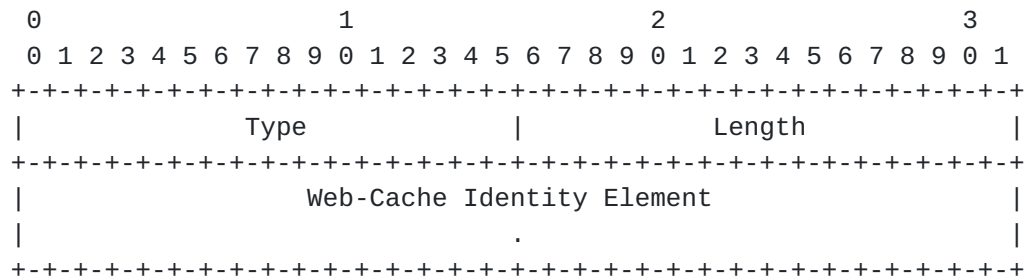 0                   1                   2                   3
 0 1 2 3 4 5 6 7 8 9 0 1 2 3 4 5 6 7 8 9 0 1 2 3 4 5 6 7 8 9 0 1
+-+-+-+-+-+-+-+-+-+-+-+-+-+-+-+-+-+-+-+-+-+-+-+-+-+-+-+-+-+-+-+-+
|              Type             |            Length             |
+-+-+-+-+-+-+-+-+-+-+-+-+-+-+-+-+-+-+-+-+-+-+-+-+-+-+-+-+-+-+-+-+
|                  Web-Cache Identity Element                   |
|                               .                               |
+-+-+-+-+-+-+-+-+-+-+-+-+-+-+-+-+-+-+-+-+-+-+-+-+-+-+-+-+-+-+-+-+